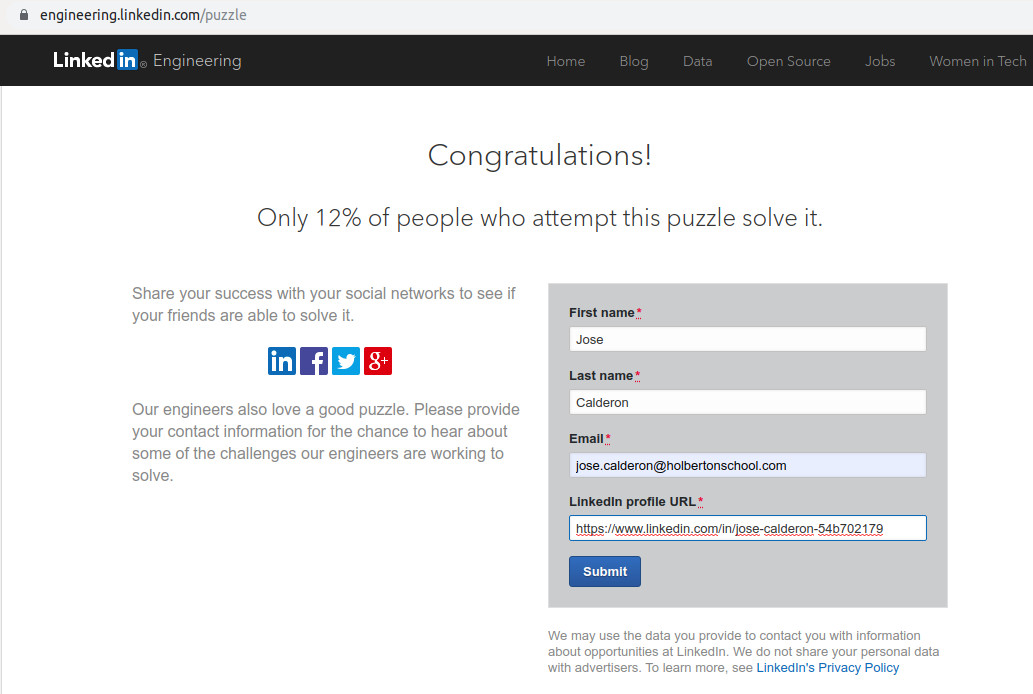 engineering.linkedin.com/puzzle
Linked in® Engineering
Home Blog Data Open Source Jobs Women in Tech
Congratulations!
Only 12% of people who attempt this puzzle solve it.
Share your success with your social networks to see if
your friends are able to solve it.
in f g+
Our engineers also love a good puzzle. Please provide
your contact information for the chance to hear about
some of the challenges our engineers are working to
solve.
First name*
Jose
Last name*
Calderon
Email*
jose.calderon@holbertonschool.com
LinkedIn profile URL*
https://www.linkedin.com/in/jose-calderon-54b702179
Submit
We may use the data you provide to contact you with information
about opportunities at LinkedIn. We do not share your personal data
with advertisers. To learn more, see LinkedIn's Privacy Policy